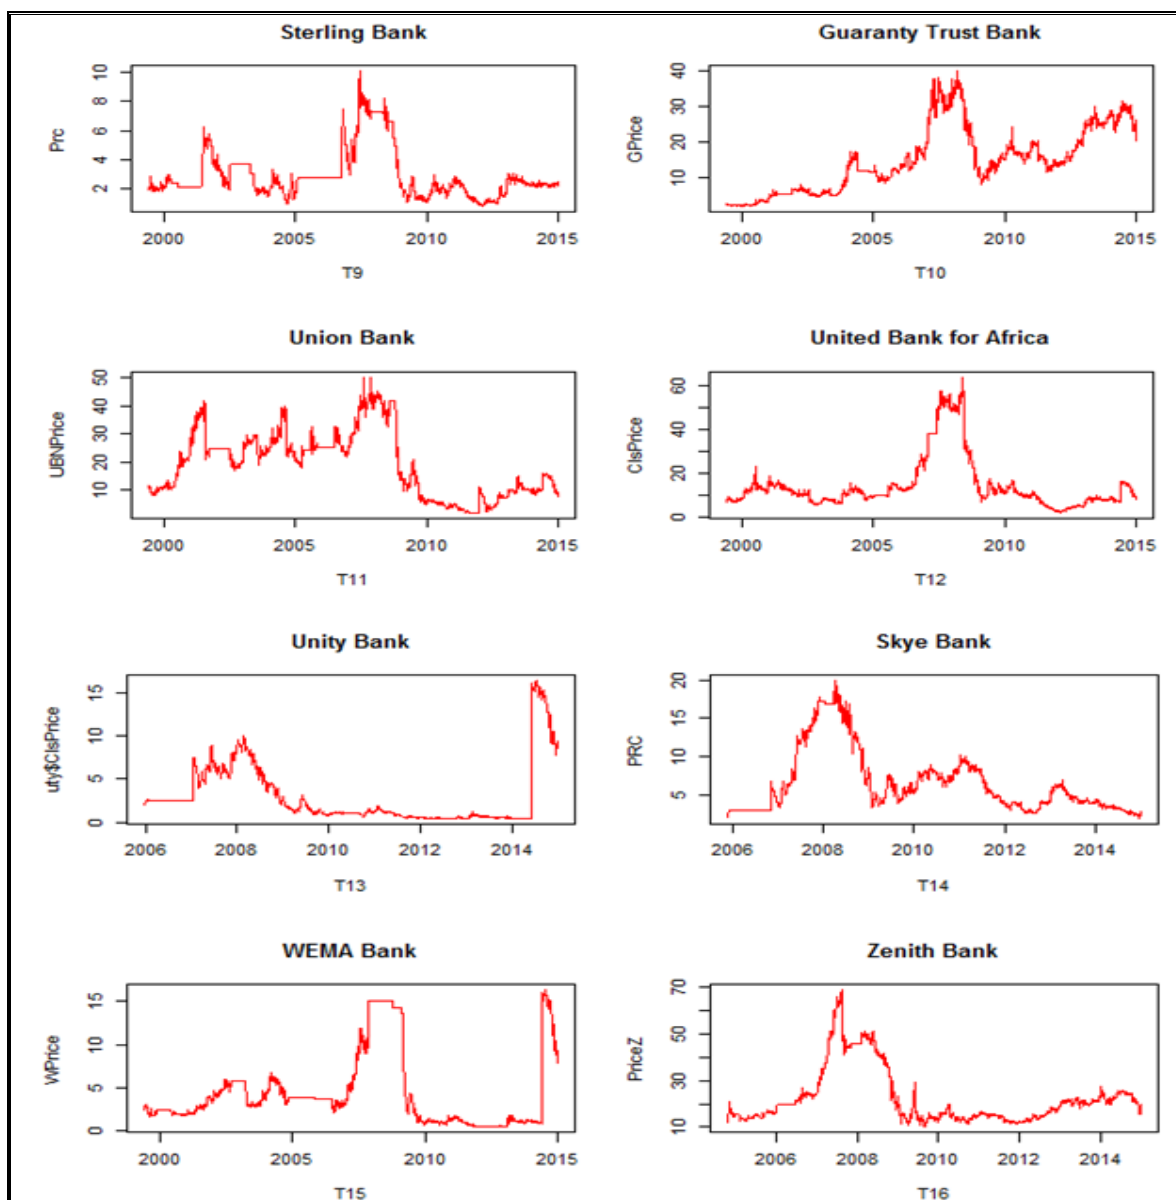 Sterling Bank
Prc
10
8
6
4
2
2000 2005 2010 2015
T9
Guaranty Trust Bank
GPrice
40
30
20
10
2000 2005 2010 2015
T10
Union Bank
UBNPrice
50
40
30
20
10
2000 2005 2010 2015
T11
United Bank for Africa
ClsPrice
60
40
20
0
2000 2005 2010 2015
T12
Unity Bank
uty$ClsPrice
15
10
5
0
2006 2008 2010 2012 2014
T13
Skye Bank
PRC
20
15
10
5
2006 2008 2010 2012 2014
T14
WEMA Bank
WPrice
15
10
5
0
2000 2005 2010 2015
T15
Zenith Bank
PriceZ
70
50
30
10
2006 2008 2010 2012 2014
T16